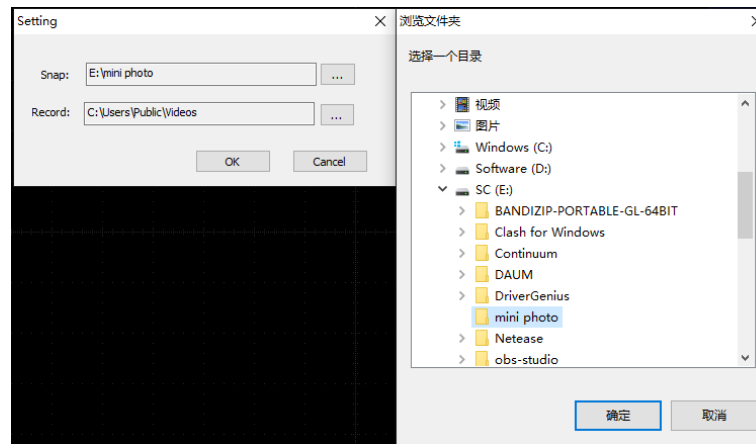 Setting
Snap:
E:\mini photo
...
Record:
C:\Users\Public\Videos
...
OK
Cancel
浏览文件夹
选择一个目录
视频
图片
Windows (C:)
Software (D:)
SC (E:)
BANDIZIP-PORTABLE-GL-64BIT
Clash for Windows
Continuum
DAUM
DriverGenius
mini photo
Netease
obs-studio
确定
取消